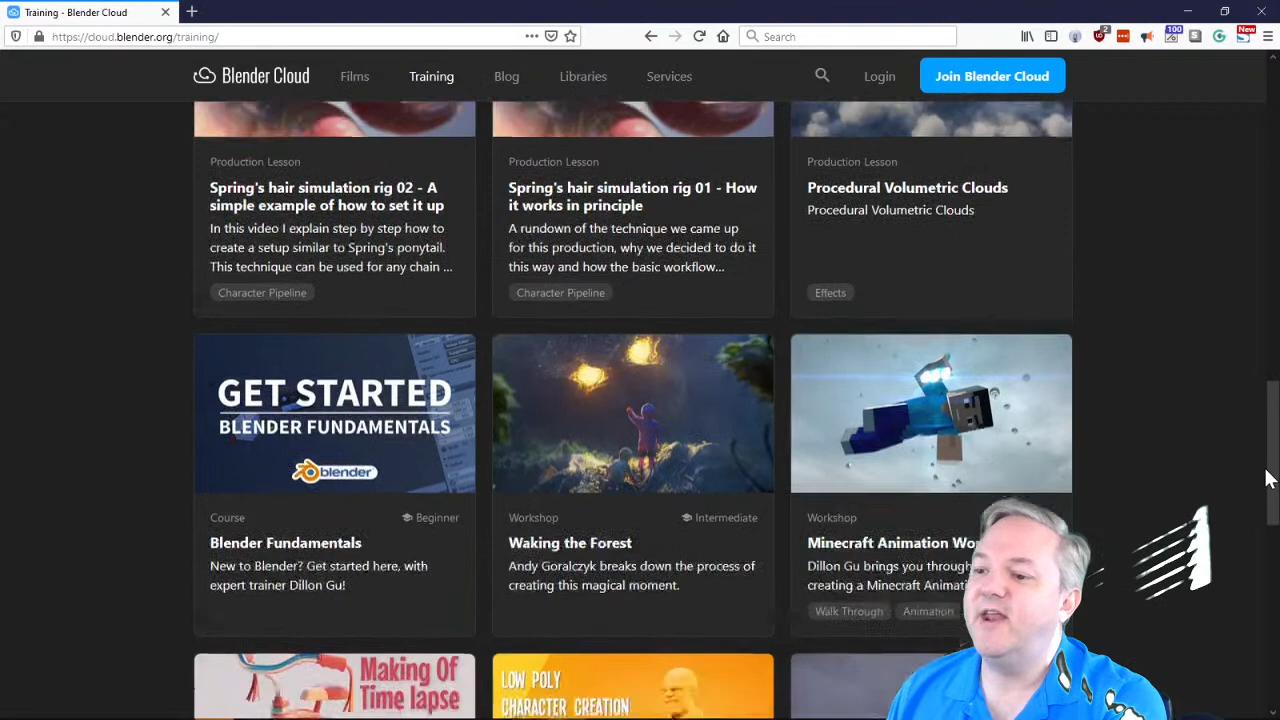 Training - Blender Cloud
https://cloud.blender.org/training/
Search
100
2
New
Blender Cloud
Films
Training
Blog
Libraries
Services
Login
Join Blender Cloud
Production Lesson
Spring's hair simulation rig 02 - A
simple example of how to set it up
In this video I explain step by step how to
create a setup similar to Spring's ponytail.
This technique can be used for any chain ...
Character Pipeline
Production Lesson
Spring's hair simulation rig 01 - How
it works in principle
A rundown of the technique we came up
for this production, why we decided to do it
this way and how the basic workflow...
Character Pipeline
Production Lesson
Procedural Volumetric Clouds
Procedural Volumetric Clouds
Effects
GET STARTED
BLENDER FUNDAMENTALS
blender
Course
Beginner
Blender Fundamentals
New to Blender? Get started here, with
expert trainer Dillon Gu!
Workshop
Intermediate
Waking the Forest
Andy Goralczyk breaks down the process of
creating this magical moment.
Workshop
Minecraft Animation Wo
Dillon Gu brings you through
creating a Minecraft Animati
Walk Through
Animation
Making Of
Time lapse
LOW POLY
CHARACTER CREATION